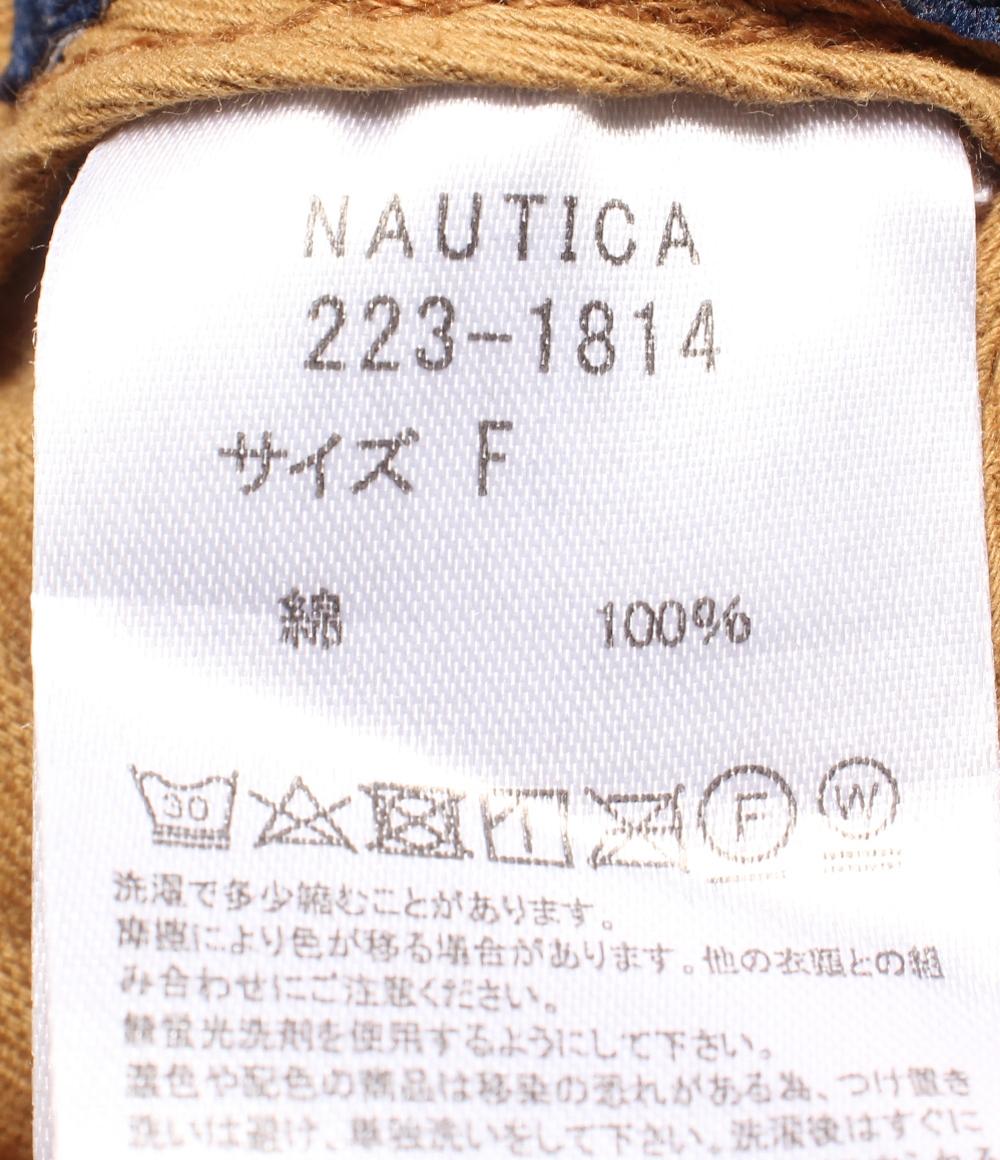 NAUTICA
223-1814
サイズ F
綿 100%
30
F W
洗濯で多少縮むことがあります。
摩擦により色が移る場合があります。他の衣類との組
み合わせにご注意ください。
無蛍光洗剤を使用するようにして下さい。
濃色や配色の商品は移染の恐れがある為、つけ置き
洗いは避け、単独洗いをして下さい。洗濯後はすぐに